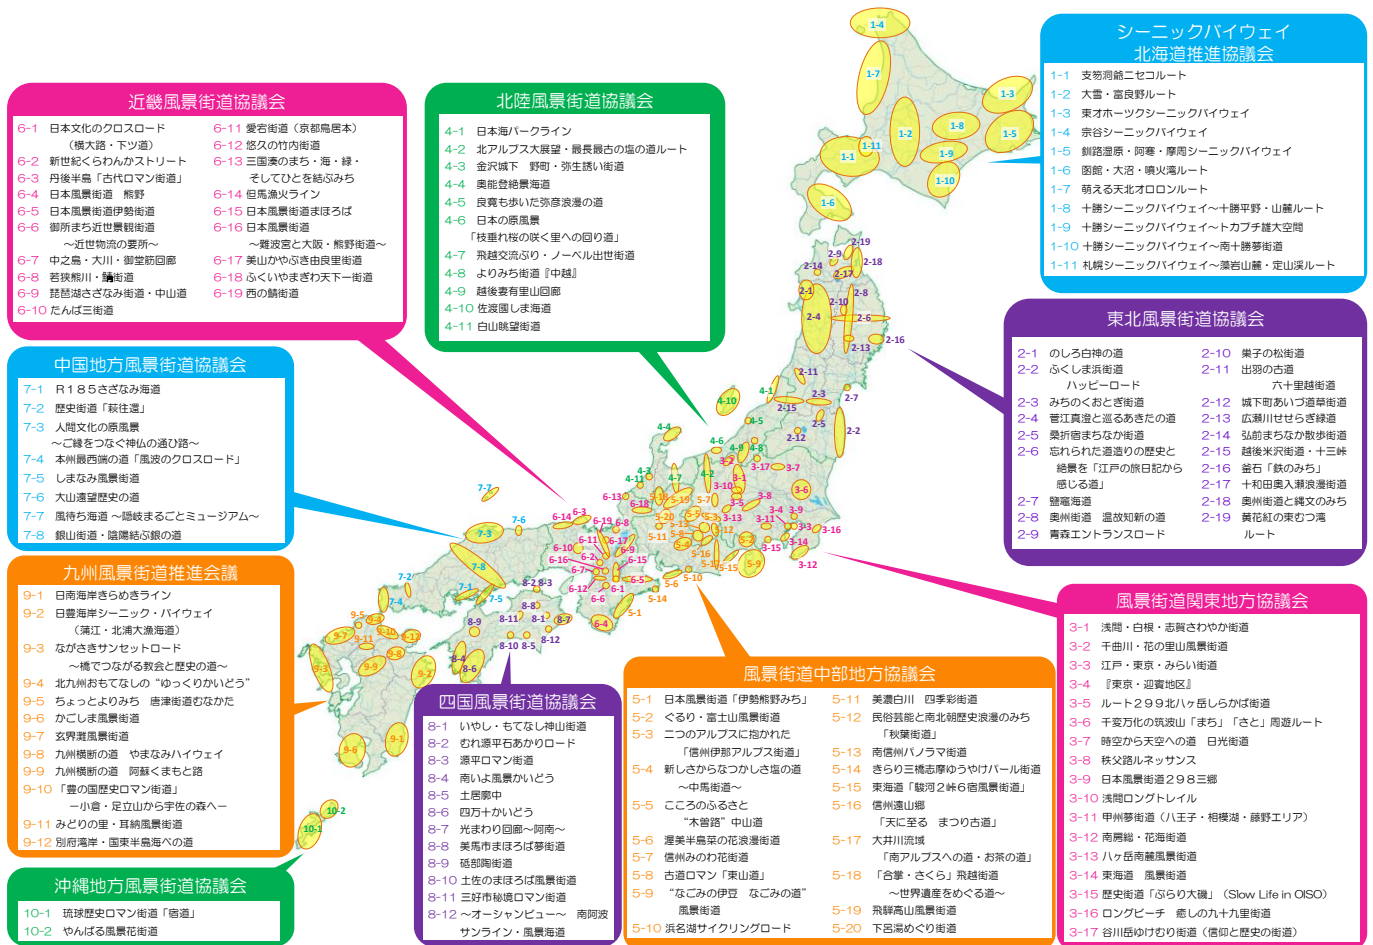 シーニックバイウェイ
北海道推進協議会
1-1 支笏洞爺ニセコルート
1-2 大雪・富良野ルート
1-3 東オホーツクシーニックバイウェイ
1-4 宗谷シーニックバイウェイ
1-5 釧路湿原・阿寒・摩周シーニックバイウェイ
1-6 函館・大沼・噴火湾ルート
1-7 萌える天北オロロンルート
1-8 十勝シーニックバイウェイ～十勝平野・山麓ルート
1-9 十勝シーニックバイウェイ～トカプチ雄大空間
1-10 十勝シーニックバイウェイ～南十勝夢街道
1-11 札幌シーニックバイウェイ～藻岩山麓・定山渓ルート
近畿風景街道協議会
6-1 日本文化のクロスロード
（横大路・下ツ道）
6-2 新世紀くらわんかストリート
6-3 丹後半島「古代ロマン街道」
6-4 日本風景街道 熊野
6-5 日本風景街道伊勢街道
6-6 御所まち近世景観街道
～近世物流の要所～
6-7 中之島・大川・御堂筋回廊
6-8 若狭熊川・鯖街道
6-9 琵琶湖さざなみ街道・中山道
6-10 たんば三街道
6-11 愛宕街道（京都鳥居本）
6-12 悠久の竹内街道
6-13 三国湊のまち・海・緑・
そしてひとを結ぶみち
6-14 但馬漁火ライン
6-15 日本風景街道まほろば
6-16 日本風景街道
～難波宮と大阪・熊野街道～
6-17 美山かやぶき由良里街道
6-18 ふくいやまぎわ天下一街道
6-19 西の鯖街道
北陸風景街道協議会
4-1 日本海パークライン
4-2 北アルプス大展望・最長最古の塩の道ルート
4-3 金沢城下 野町・弥生誘い街道
4-4 奥能登絶景海道
4-5 良寛も歩いた弥彦浪漫の道
4-6 日本の原風景
「枝垂れ桜の咲く里への回り道」
4-7 飛越交流ぶり・ノーベル出世街道
4-8 よりみち街道『中越』
4-9 越後妻有里山回廊
4-10 佐渡國しま海道
4-11 白山眺望街道
東北風景街道協議会
2-1 のしろ白神の道
2-2 ふくしま浜街道
ハッピーロード
2-3 みちのくおとぎ街道
2-4 菅江真澄と巡るあきたの道
2-5 桑折宿まちなか街道
2-6 忘れられた道造りの歴史と
絶景を「江戸の旅日記から
感じる道」
2-7 鹽竈海道
2-8 奥州街道 温故知新の道
2-9 青森エントランスロード
2-10 巣子の松街道
2-11 出羽の古道
六十里越街道
2-12 城下町あいづ道草街道
2-13 広瀬川せせらぎ緑道
2-14 弘前まちなか散歩街道
2-15 越後米沢街道・十三峠
2-16 釜石「鉄のみち」
2-17 十和田奥入瀬浪漫街道
2-18 奥州街道と縄文のみち
2-19 黄花紅の東むつ湾
ルート
中国地方風景街道協議会
7-1 R185さざなみ海道
7-2 歴史街道「萩往還」
7-3 人間文化の原風景
～ご縁をつなぐ神仏の通ひ路～
7-4 本州最西端の道「風波のクロスロード」
7-5 しまなみ風景街道
7-6 大山遠望歴史の道
7-7 風待ち海道 ～隠岐まるごとミュージアム～
7-8 銀山街道・陰陽結ぶ銀の道
九州風景街道推進会議
9-1 日南海岸きらめきライン
9-2 日豊海岸シーニック・バイウェイ
（蒲江・北浦大漁海道）
9-3 ながさきサンセットロード
～橋でつながる教会と歴史の道～
9-4 北九州おもてなしの“ゆっくりかいどう”
9-5 ちょっとよりみち 唐津街道むなかた
9-6 かごしま風景街道
9-7 玄界灘風景街道
9-8 九州横断の道 やまなみハイウェイ
9-9 九州横断の道 阿蘇くまもと路
9-10 「豊の国歴史ロマン街道」
ー小倉・足立山から宇佐の森へー
9-11 みどりの里・耳納風景街道
9-12 別府湾岸・国東半島海べの道
沖縄地方風景街道協議会
10-1 琉球歴史ロマン街道「宿道」
10-2 やんばる風景花街道
四国風景街道協議会
8-1 いやし・もてなし神山街道
8-2 むれ源平石あかりロード
8-3 源平ロマン街道
8-4 南いよ風景かいどう
8-5 土居廓中
8-6 四万十かいどう
8-7 光まわり回廊～阿南～
8-8 美馬市まほろば夢街道
8-9 砥部陶街道
8-10 土佐のまほろば風景街道
8-11 三好市秘境ロマン街道
8-12 ～オーシャンビュー～ 南阿波
サンライン・風景海道
風景街道中部地方協議会
5-1 日本風景街道「伊勢熊野みち」
5-2 ぐるり・富士山風景街道
5-3 二つのアルプスに抱かれた
「信州伊那アルプス街道」
5-4 新しさからなつかしさ塩の道
～中馬街道～
5-5 こころのふるさと
“木曽路”中山道
5-6 渥美半島菜の花浪漫街道
5-7 信州みのわ花街道
5-8 古道ロマン「東山道」
5-9 “なごみの伊豆 なごみの道”
風景街道
5-10 浜名湖サイクリングロード
5-11 美濃白川 四季彩街道
5-12 民俗芸能と南北朝歴史浪漫のみち
「秋葉街道」
5-13 南信州パノラマ街道
5-14 きらり三橋志摩ゆうやけパール街道
5-15 東海道「駿河2峠6宿風景街道」
5-16 信州遠山郷
「天に至る まつり古道」
5-17 大井川流域
「南アルプスへの道・お茶の道」
5-18 「合掌・さくら」飛越街道
～世界遺産をめぐる道～
5-19 飛騨高山風景街道
5-20 下呂湯めぐり街道
風景街道関東地方協議会
3-1 浅間・白根・志賀さわやか街道
3-2 千曲川・花の里山風景街道
3-3 江戸・東京・みらい街道
3-4 『東京・迎賓地区』
3-5 ルート299北八ヶ岳しらかば街道
3-6 千変万化の筑波山「まち」「さと」周遊ルート
3-7 時空から天空への道 日光街道
3-8 秩父路ルネッサンス
3-9 日本風景街道298三郷
3-10 浅間ロングトレイル
3-11 甲州夢街道（八王子・相模湖・藤野エリア）
3-12 南房総・花海街道
3-13 八ヶ岳南麓風景街道
3-14 東海道 風景街道
3-15 歴史街道「ぶらり大磯」（Slow Life in OISO）
3-16 ロングビーチ 癒しの九十九里街道
3-17 谷川岳ゆけむり街道（信仰と歴史の街道）